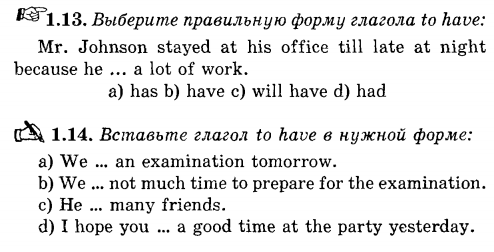 1.13. Выберите правильную форму глагола to have:
Mr. Johnson stayed at his office till late at night
because he ... a lot of work.
a) has b) have c) will have d) had
1.14. Вставьте глагол to have в нужной форме:
a) We ... an examination tomorrow.
b) We ... not much time to prepare for the examination.
c) He ... many friends.
d) I hope you ... a good time at the party yesterday.